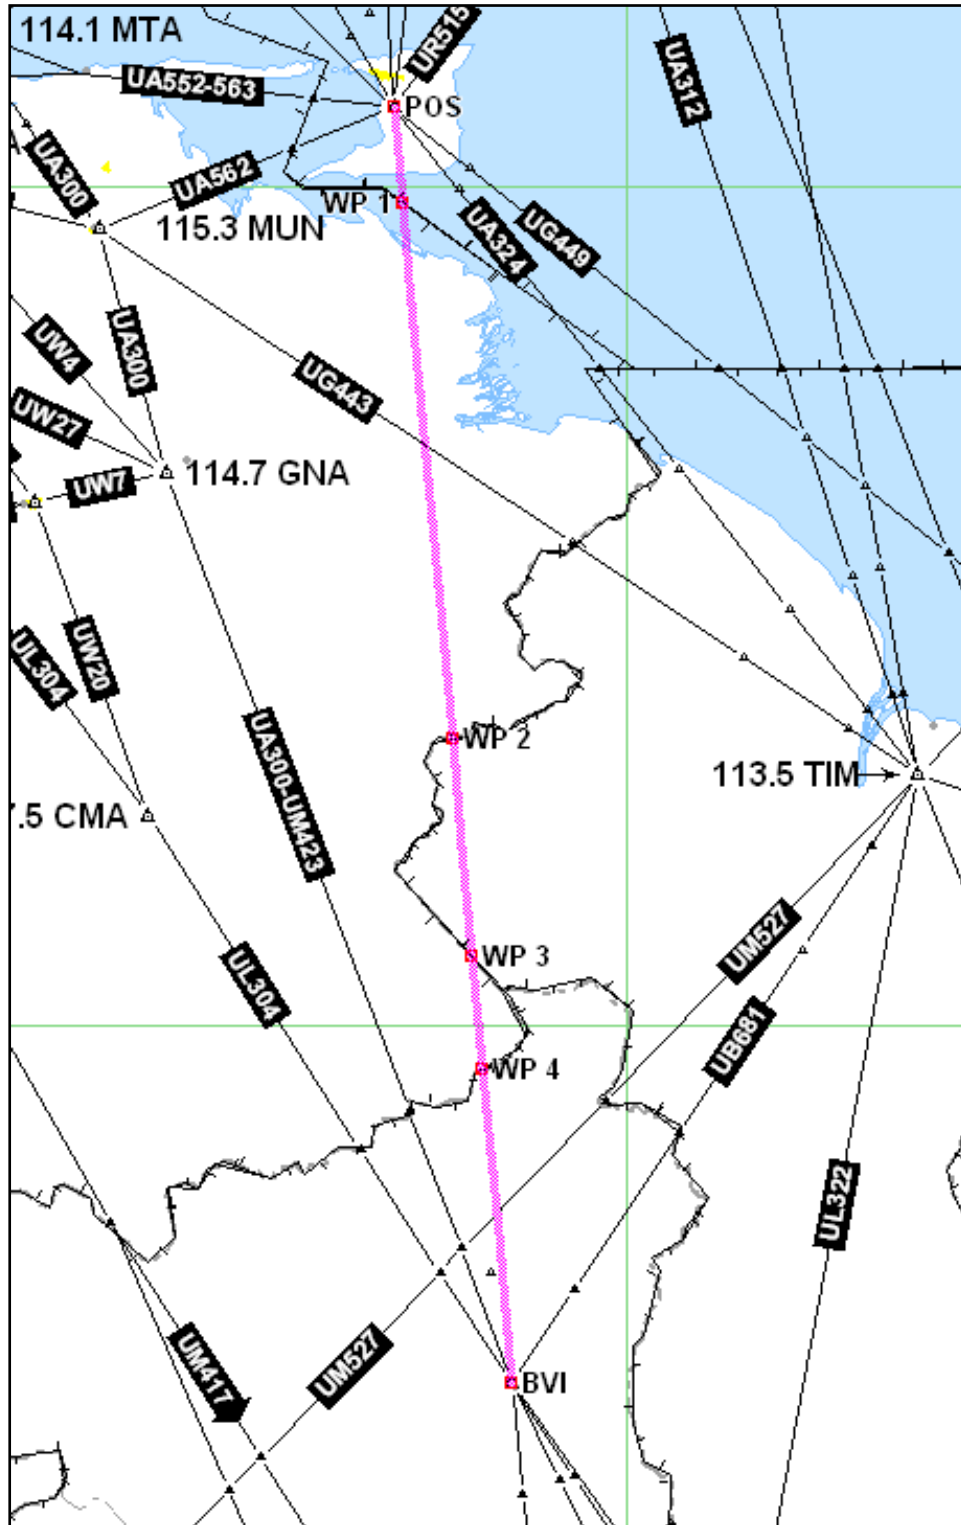 114.1 MTA
UR515
UA552-563
POS
UA312
UA300
UA562
WP 1
115.3 MUN
UA324
UG449
UW4
UA300
UG443
UW27
UW7
114.7 GNA
UW20
UL304
UA300-UM423
WP 2
113.5 TIM
7.5 CMA
UM527
WP 3
UL304
UB681
WP 4
UL322
UM417
UM527
BVI